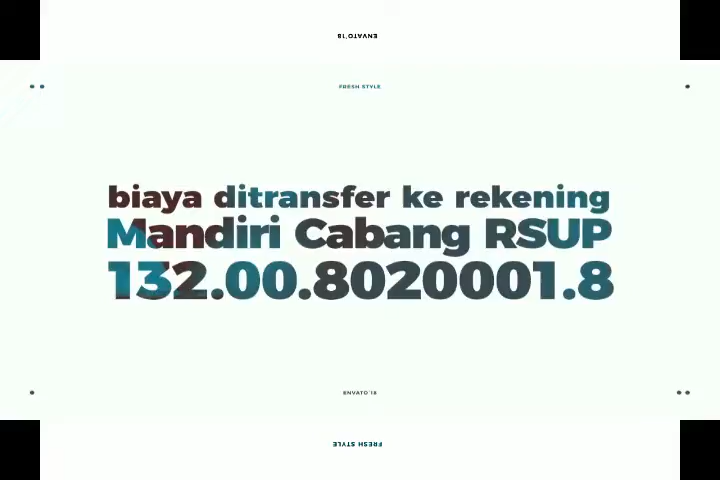 ENVATO'18
FRESH STYLE
biaya ditransfer ke rekening
Mandiri Cabang RSUP
132.00.8020001.8
ENVATO'18
FRESH STYLE